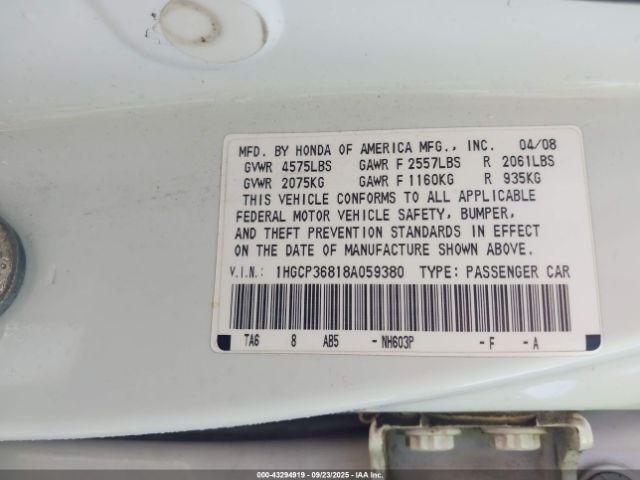 MFD. BY HONDA OF AMERICA MFG., INC. 04/08
GVWR 4575LBS GAWR F 2557LBS R 2061LBS
GVWR 2075KG GAWR F 1160KG R 935KG
THIS VEHICLE CONFORMS TO ALL APPLICABLE
FEDERAL MOTOR VEHICLE SAFETY, BUMPER,
AND THEFT PREVENTION STANDARDS IN EFFECT
ON THE DATE OF MANUFACTURE SHOWN ABOVE.
V.I.N.: 1HGCP36818A059380 TYPE: PASSENGER CAR
TA6 8 AB5 -NH603P -F -A
000-43294919 - 09/23/2025 - IAA Inc.